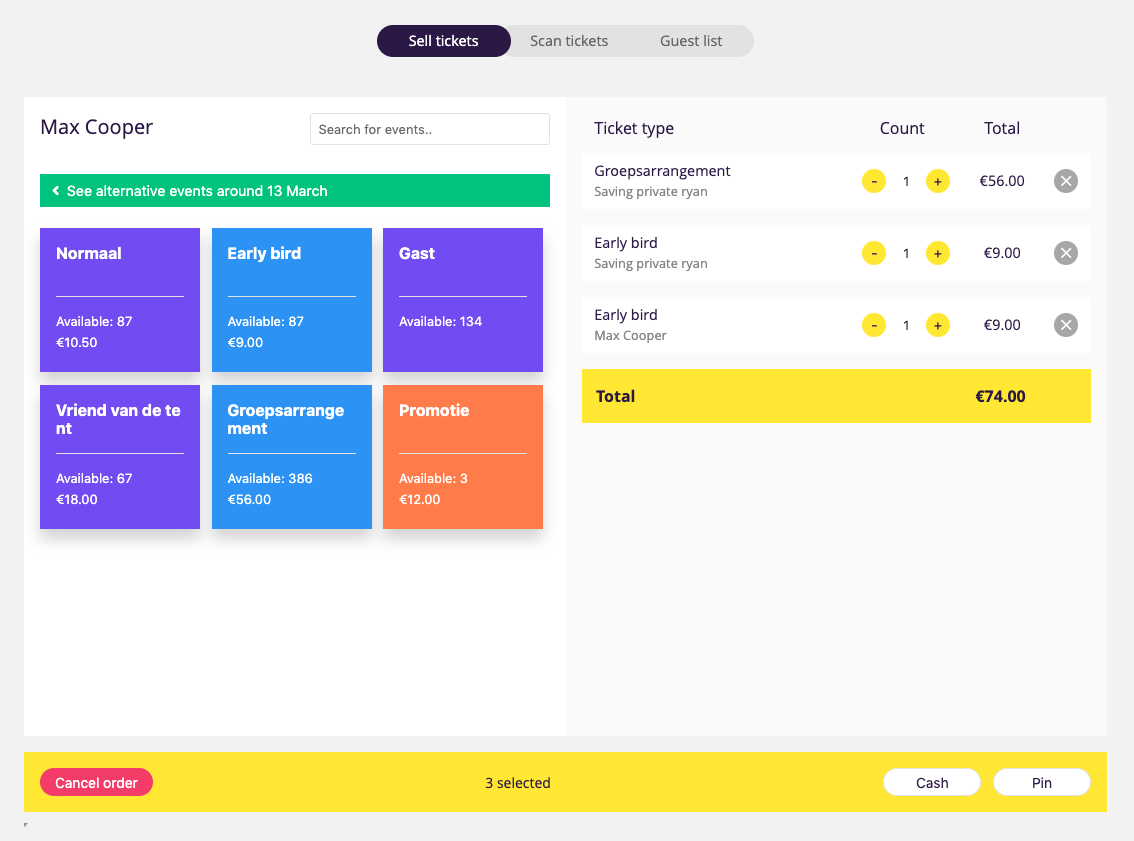 Sell tickets
Scan tickets
Guest list
Max Cooper
Search for events..
See alternative events around 13 March
Normaal
Available: 87
€10.50
Early bird
Available: 87
€9.00
Gast
Available: 134
Vriend van de te
nt
Available: 67
€18.00
Groepsarrange
ment
Available: 386
€56.00
Promotie
Available: 3
€12.00
Ticket type Count Total
Groepsarrangement
Saving private ryan
- 1 + €56.00
Early bird
Saving private ryan
- 1 + €9.00
Early bird
Max Cooper
- 1 + €9.00
Total €74.00
Cancel order
3 selected
Cash
Pin